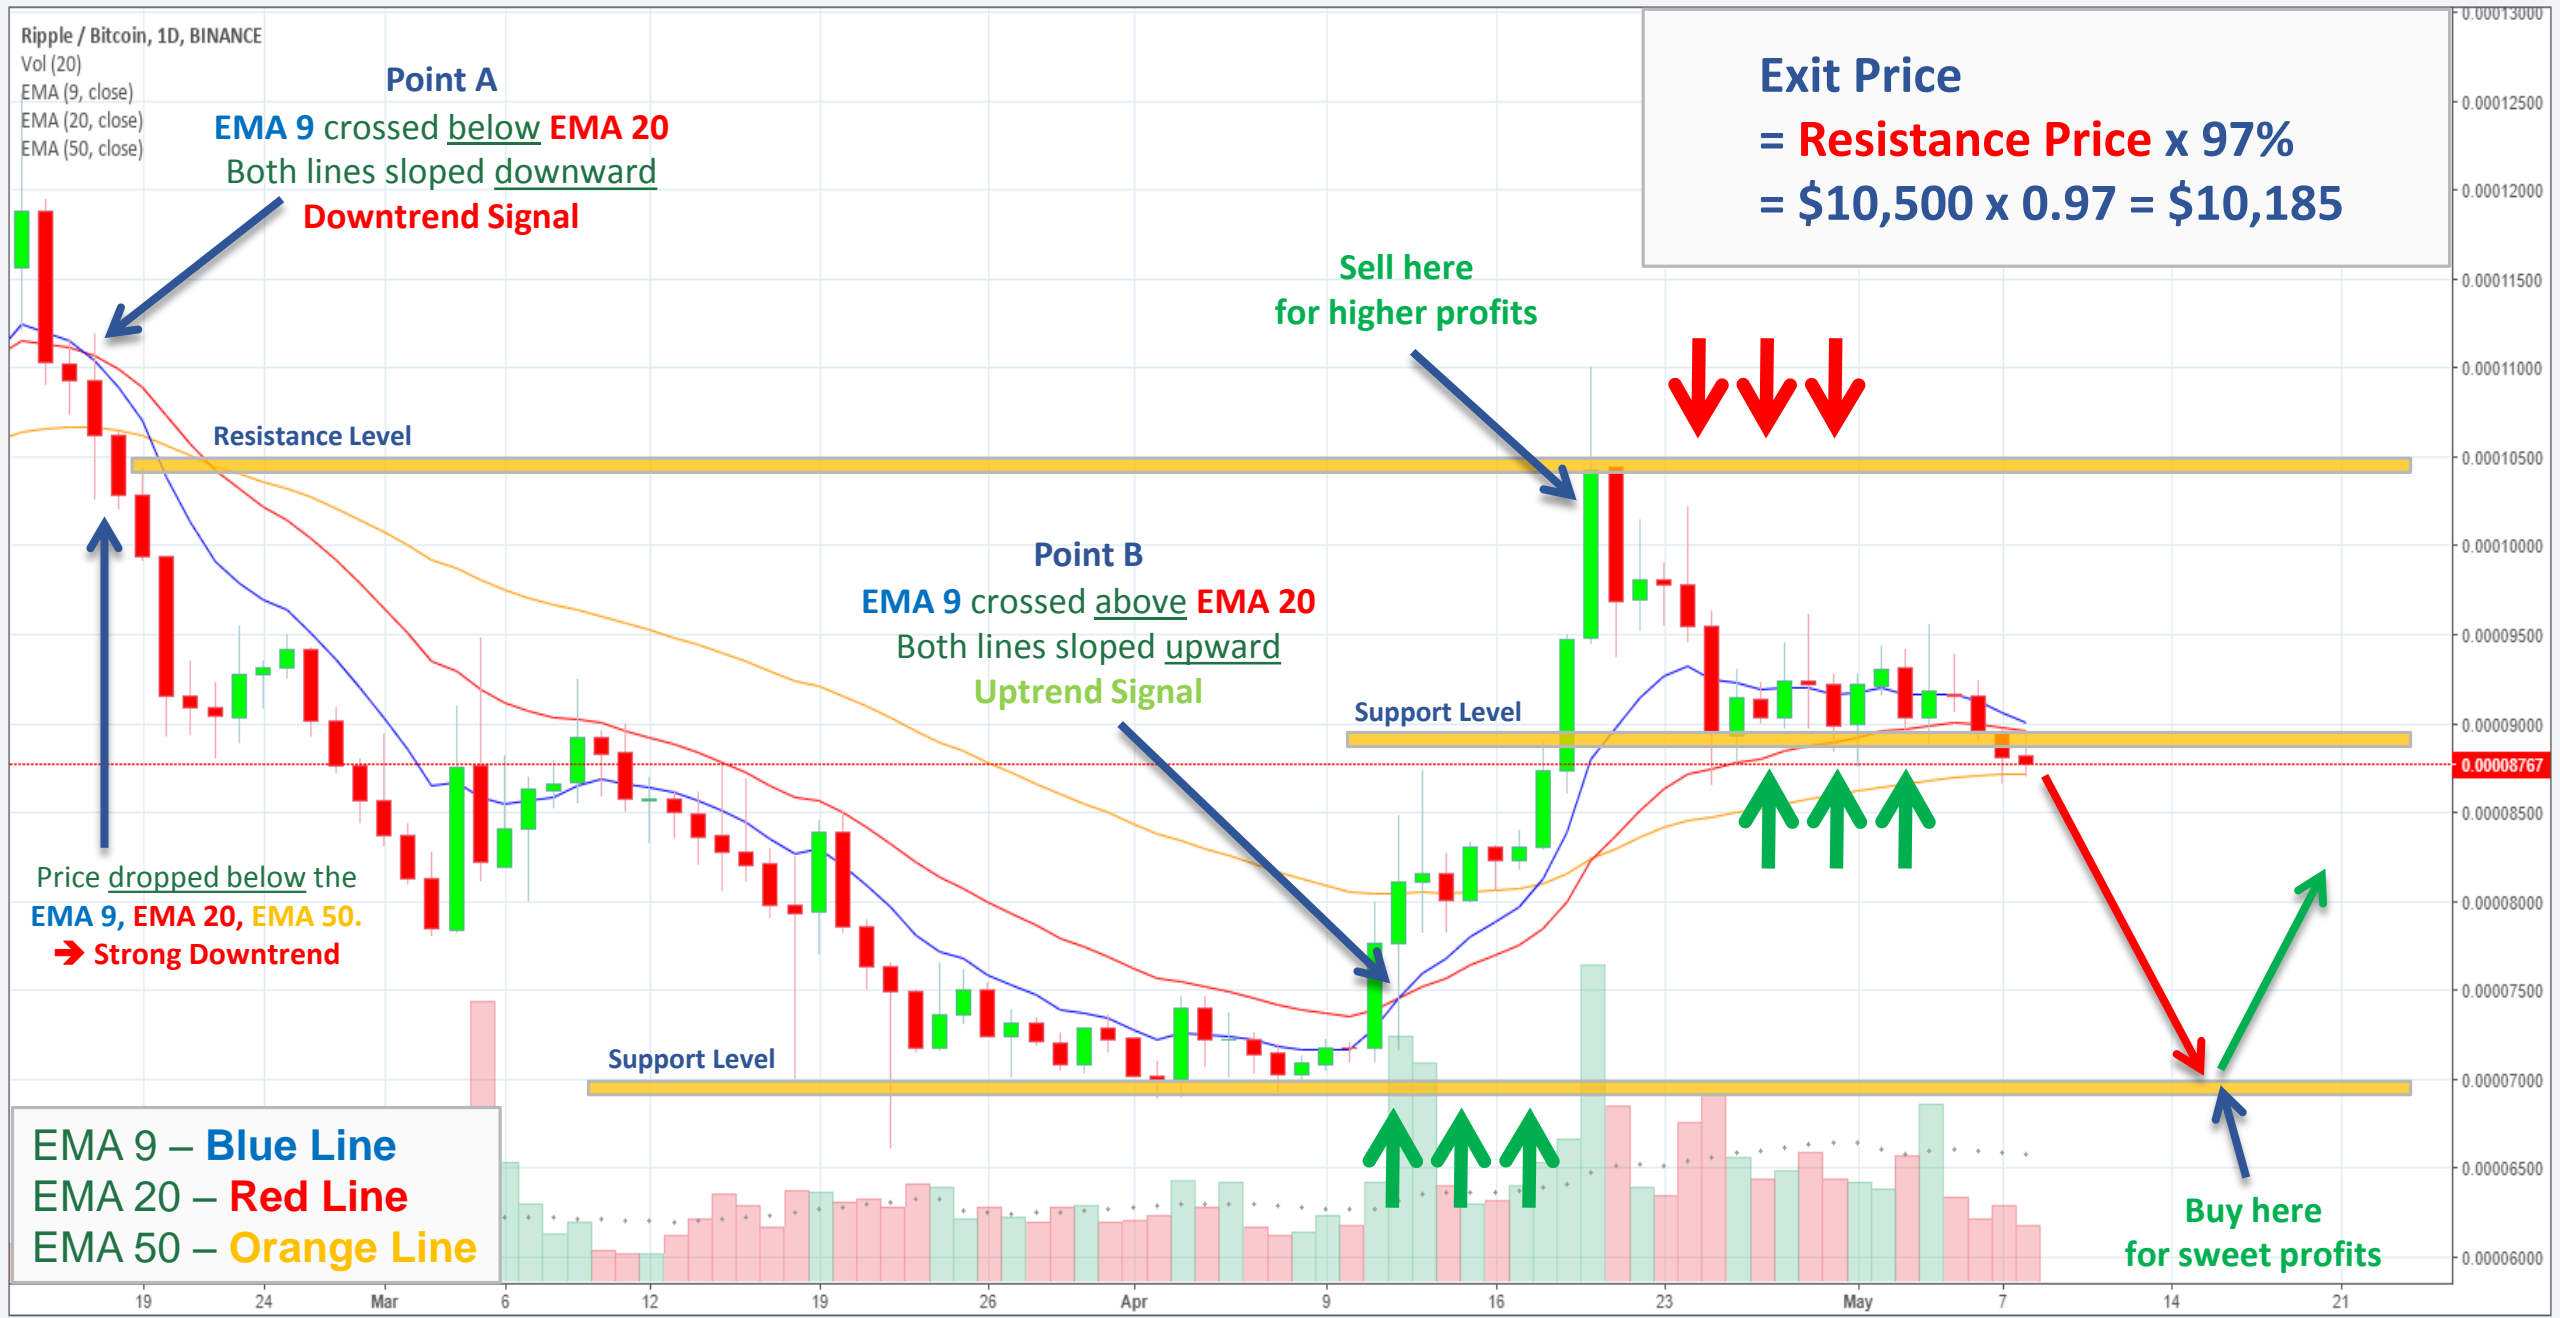 Ripple / Bitcoin, 1D, BINANCE
Vol (20)
EMA (9, close)
EMA (20, close)
EMA (50, close)
Point A
EMA 9 crossed below EMA 20
Both lines sloped downward
Downtrend Signal
Exit Price
= Resistance Price x 97%
= $10,500 x 0.97 = $10,185
Sell here
for higher profits
Resistance Level
Point B
EMA 9 crossed above EMA 20
Both lines sloped upward
Uptrend Signal
Support Level
Price dropped below the
EMA 9, EMA 20, EMA 50.
➔ Strong Downtrend
Support Level
EMA 9 – Blue Line
EMA 20 – Red Line
EMA 50 – Orange Line
Buy here
for sweet profits
0.00013000
0.00012500
0.00012000
0.00011500
0.00011000
0.00010500
0.00010000
0.00009500
0.00009000
0.00008767
0.00008500
0.00008000
0.00007500
0.00007000
0.00006500
0.00006000
19 24 Mar 6 12 19 26 Apr 9 16 23 May 7 14 21